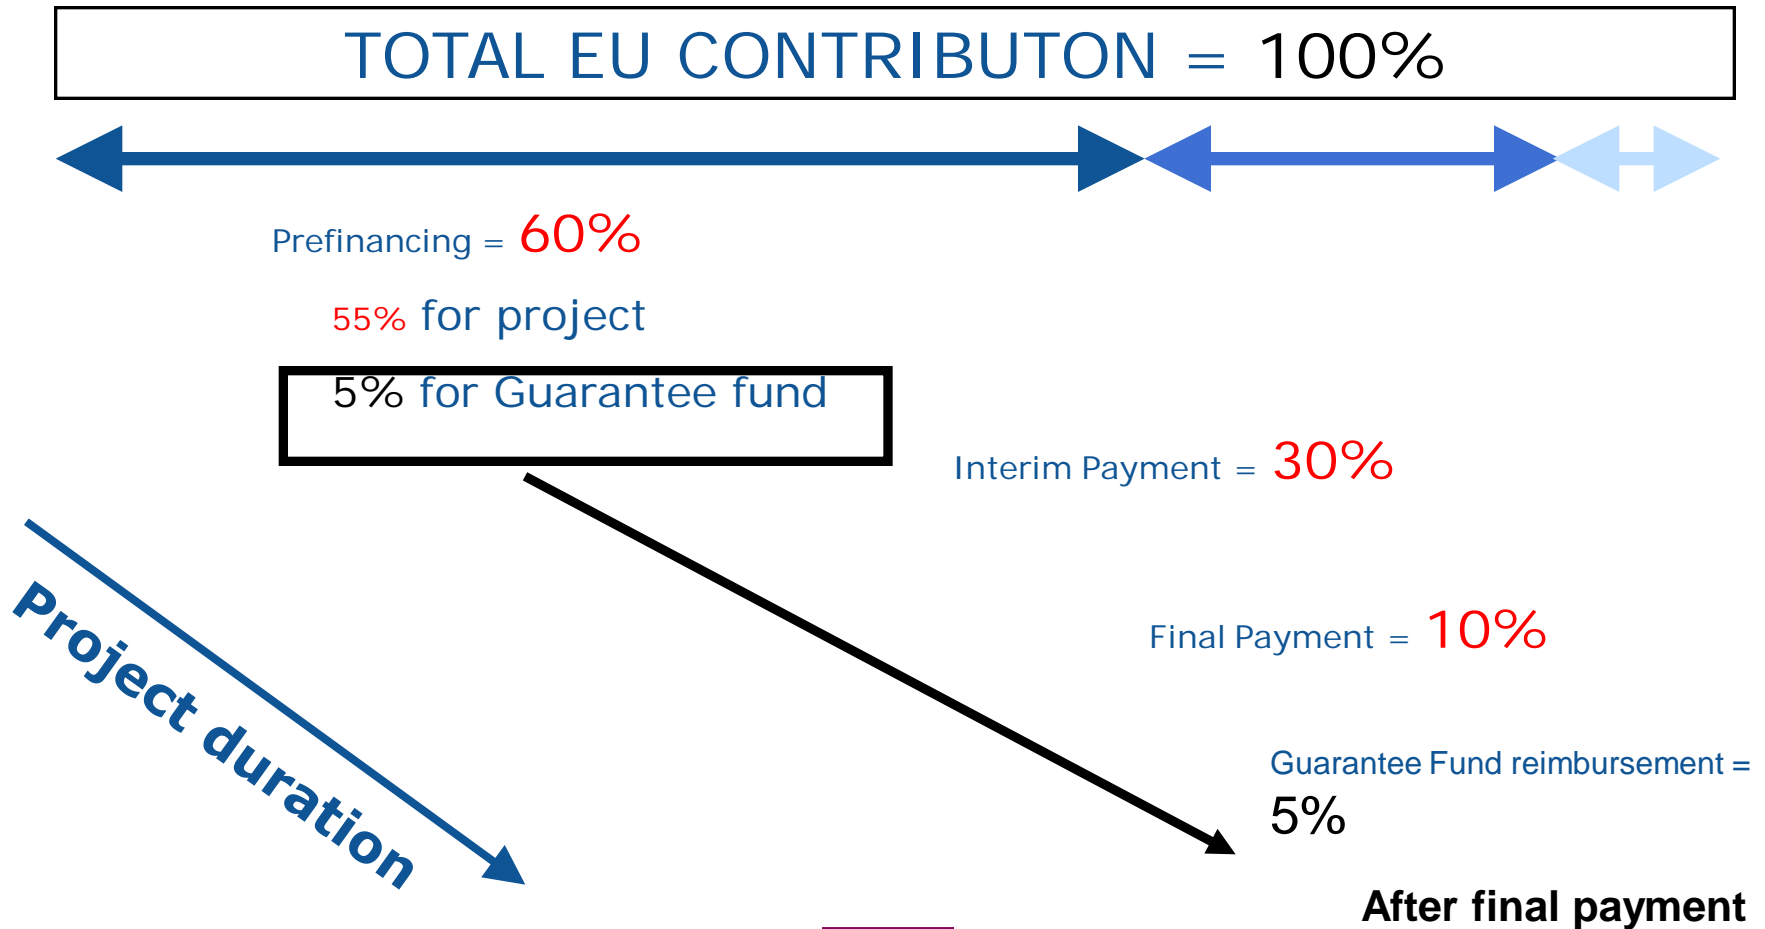 TOTAL EU CONTRIBUTON = 100%
Prefinancing = 60%
55% for project
5% for Guarantee fund
Interim Payment = 30%
Final Payment = 10%
Project duration
Guarantee Fund reimbursement =
5%
After final payment